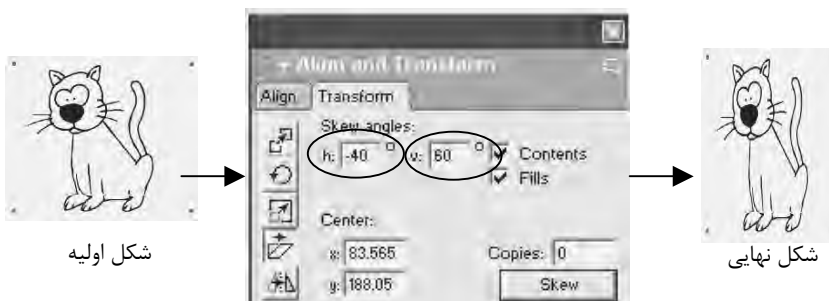 Align and Transform
Align Transform
Skew angles:
h: -40 ° v: 60 °
Contents
Fills
Center:
x: 83.565
Copies: 0
y: 188.05
Skew
شکل اولیه
شکل نهایی